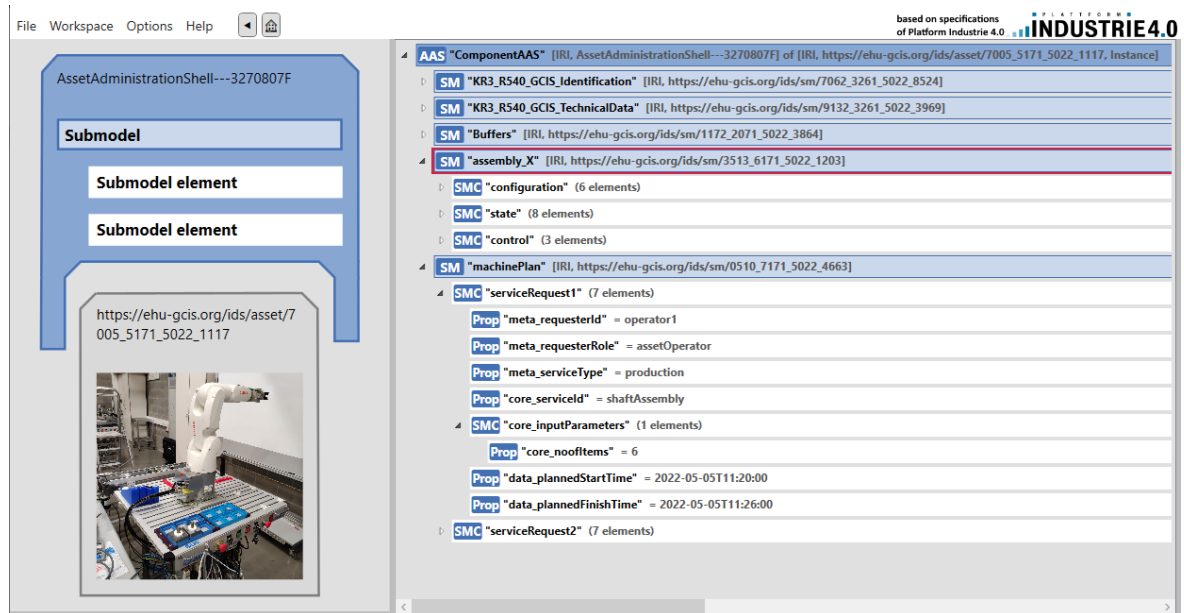 File Workspace Options Help
based on specifications
of Platform Industrie 4.0
PLATTFORM
INDUSTRIE4.0
AssetAdministrationShell---3270807F
Submodel
Submodel element
Submodel element
https://ehu-gcis.org/ids/asset/7
005_5171_5022_1117
AAS "ComponentAAS" [IRI, AssetAdministrationShell---3270807F] of [IRI, https://ehu-gcis.org/ids/asset/7005_5171_5022_1117, Instance]
SM "KR3_R540_GCIS_Identification" [IRI, https://ehu-gcis.org/ids/sm/7062_3261_5022_8524]
SM "KR3_R540_GCIS_TechnicalData" [IRI, https://ehu-gcis.org/ids/sm/9132_3261_5022_3969]
SM "Buffers" [IRI, https://ehu-gcis.org/ids/sm/1172_2071_5022_3864]
SM "assembly_X" [IRI, https://ehu-gcis.org/ids/sm/3513_6171_5022_1203]
SMC "configuration" (6 elements)
SMC "state" (8 elements)
SMC "control" (3 elements)
SM "machinePlan" [IRI, https://ehu-gcis.org/ids/sm/0510_7171_5022_4663]
SMC "serviceRequest1" (7 elements)
Prop "meta_requesterId" = operator1
Prop "meta_requesterRole" = assetOperator
Prop "meta_serviceType" = production
Prop "core_serviceId" = shaftAssembly
SMC "core_inputParameters" (1 elements)
Prop "core_noofItems" = 6
Prop "data_plannedStartTime" = 2022-05-05T11:20:00
Prop "data_plannedFinishTime" = 2022-05-05T11:26:00
SMC "serviceRequest2" (7 elements)